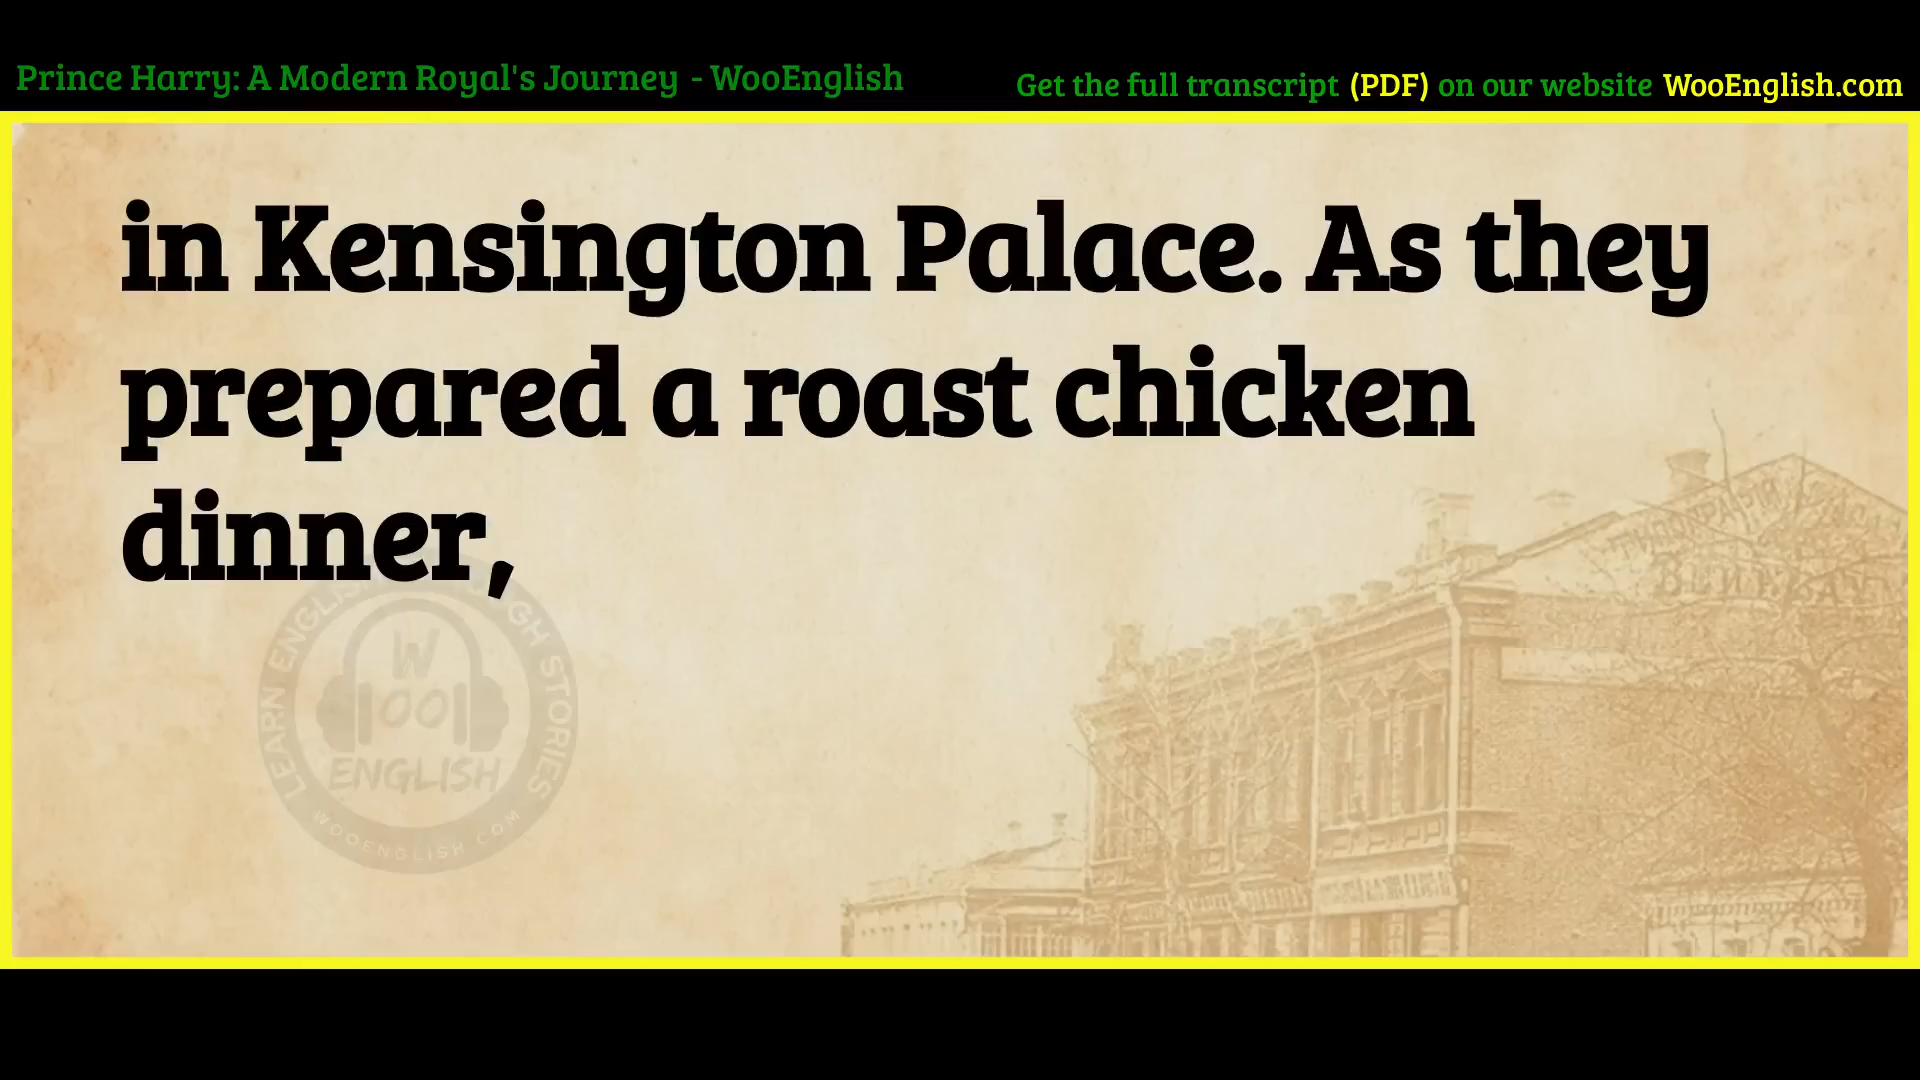 Prince Harry: A Modern Royal's Journey - WooEnglish
Get the full transcript (PDF) on our website WooEnglish.com
in Kensington Palace. As they
prepared a roast chicken
dinner,
W
OO
ENGLISH
WOOENGLISH.COM